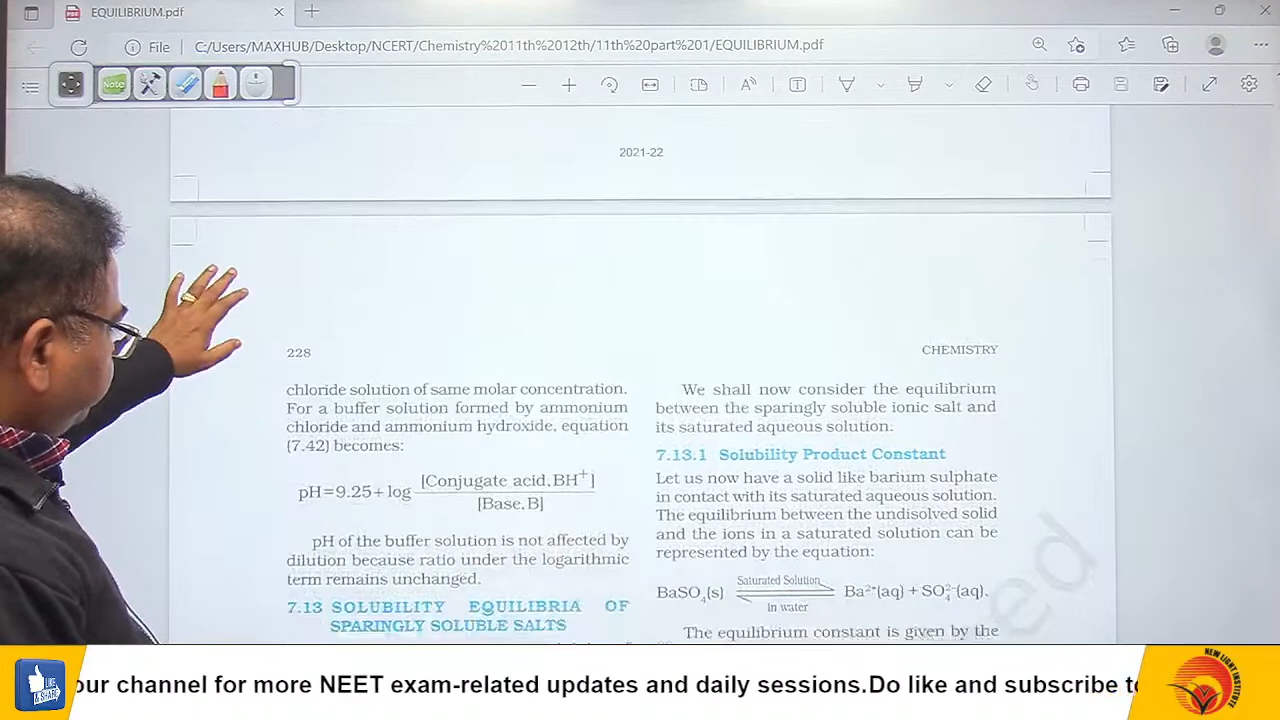 EQUILIBRIUM.pdf
File
C:/Users/MAXHUB/Desktop/NCERT/Chemistry%2011th%2012th/11th%20part%201/EQUILIBRIUM.pdf
Note
2021-22
228
CHEMISTRY
chloride solution of same molar concentration.
For a buffer solution formed by ammonium
chloride and ammonium hydroxide, equation
(7.42) becomes:
pH=9.25+log [Conjugate acid,BH⁺]
[Base,B]
pH of the buffer solution is not affected by
dilution because ratio under the logarithmic
term remains unchanged.
7.13 SOLUBILITY EQUILIBRIA OF
SPARINGLY SOLUBLE SALTS
We shall now consider the equilibrium
between the sparingly soluble ionic salt and
its saturated aqueous solution.
7.13.1 Solubility Product Constant
Let us now have a solid like barium sulphate
in contact with its saturated aqueous solution.
The equilibrium between the undissolved solid
and the ions in a saturated solution can be
represented by the equation:
Saturated Solution
BaSO₄(s) ⇌ Ba²⁺(aq) + SO₄²⁻(aq).
in water
The equilibrium constant is given by the
ed
LIKE
& SHARE
our channel for more NEET exam-related updates and daily sessions.Do like and subscribe to
NEW LIGHT INSTITUTE